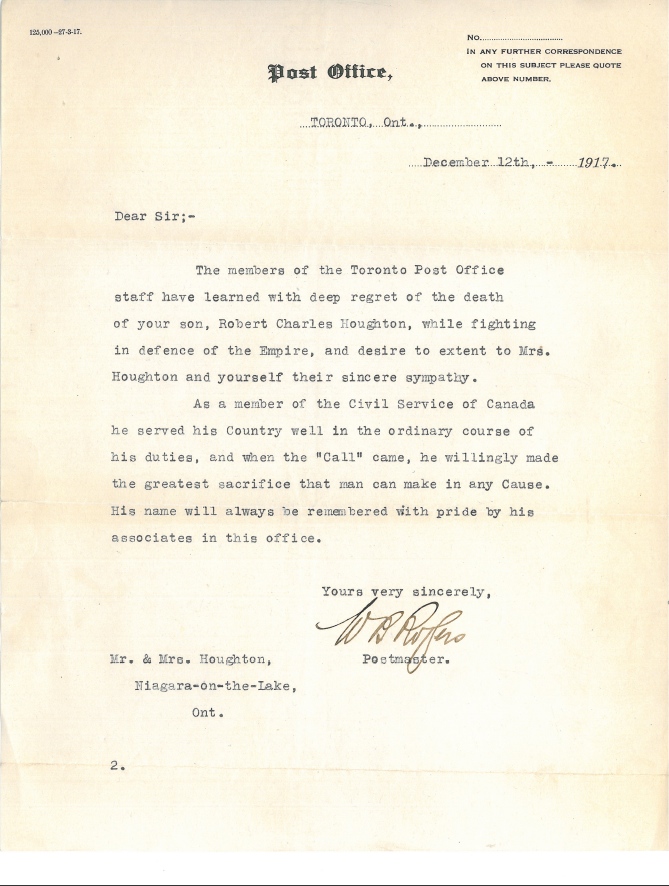 125,000–27-3-17.
No..............................
IN ANY FURTHER CORRESPONDENCE
ON THIS SUBJECT PLEASE QUOTE
ABOVE NUMBER.
Post Office,
TORONTO, Ont.,
December 12th, - 1917.
Dear Sir;-
The members of the Toronto Post Office
staff have learned with deep regret of the death
of your son, Robert Charles Houghton, while fighting
in defence of the Empire, and desire to extent to Mrs.
Houghton and yourself their sincere sympathy.
As a member of the Civil Service of Canada
he served his Country well in the ordinary course of
his duties, and when the "Call" came, he willingly made
the greatest sacrifice that man can make in any Cause.
His name will always be remembered with pride by his
associates in this office.
Yours very sincerely,
W B Rogers
Postmaster.
Mr. & Mrs. Houghton,
Niagara-on-the-Lake,
Ont.
2.